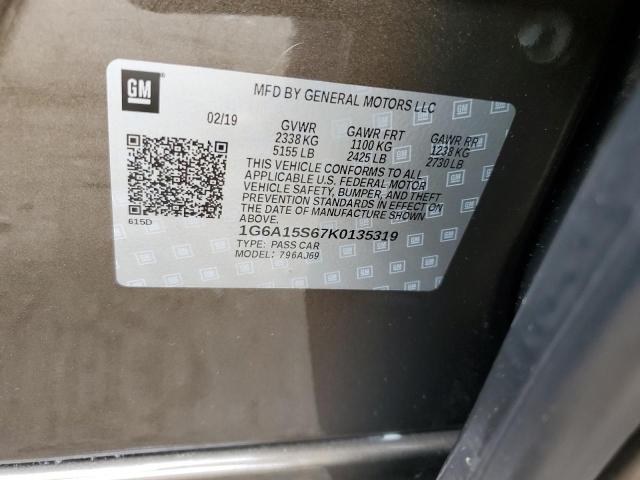 GM
MFD BY GENERAL MOTORS LLC
02/19
GVWR GAWR FRT GAWR RR
2338 KG 1100 KG 1238 KG
5155 LB 2425 LB 2730 LB
THIS VEHICLE CONFORMS TO ALL
APPLICABLE U.S. FEDERAL MOTOR
VEHICLE SAFETY, BUMPER, AND THEFT
PREVENTION STANDARDS IN EFFECT ON
THE DATE OF MANUFACTURE SHOWN
ABOVE.
615D
1G6A15S67K0135319
TYPE: PASS CAR
MODEL: 796AJ69